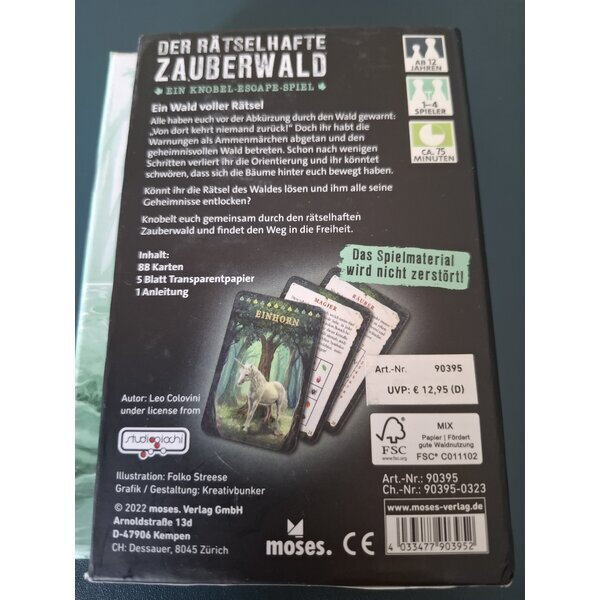 DER RÄTSELHAFTE
ZAUBERWALD
EIN KNOBEL-ESCAPE-SPIEL
AB 12
JAHREN
1–4
SPIELER
CA. 75
MINUTEN
Ein Wald voller Rätsel
Alle haben euch vor der Abkürzung durch den Wald gewarnt:
„Von dort kehrt niemand zurück!“ Doch ihr habt die
Warnungen als Ammenmärchen abgetan und den
geheimnisvollen Wald betreten. Schon nach wenigen
Schritten verliert ihr die Orientierung und ihr könntet
schwören, dass sich die Bäume hinter euch bewegt haben.
Könnt ihr die Rätsel des Waldes lösen und ihm alle seine
Geheimnisse entlocken?
Knobelt euch gemeinsam durch den rätselhaften
Zauberwald und findet den Weg in die Freiheit.
Inhalt:
88 Karten
5 Blatt Transparentpapier
1 Anleitung
Das Spielmaterial
wird nicht zerstört!
EINHORN
MAGIER
RÄUBER
Art.-Nr. 90395
UVP: € 12,95 (D)
Autor: Leo Colovini
under license from
studiogiochi
FSC
www.fsc.org
MIX
Papier | Fördert
gute Waldnutzung
FSC® C011102
Illustration: Folko Streese
Grafik / Gestaltung: Kreativbunker
Art.-Nr.: 90395
Ch.-Nr.: 90395-0323
© 2022 moses. Verlag GmbH
Arnoldstraße 13d
D-47906 Kempen
CH: Dessauer, 8045 Zürich
moses.
CE
www.moses-verlag.de
4 033477 903952